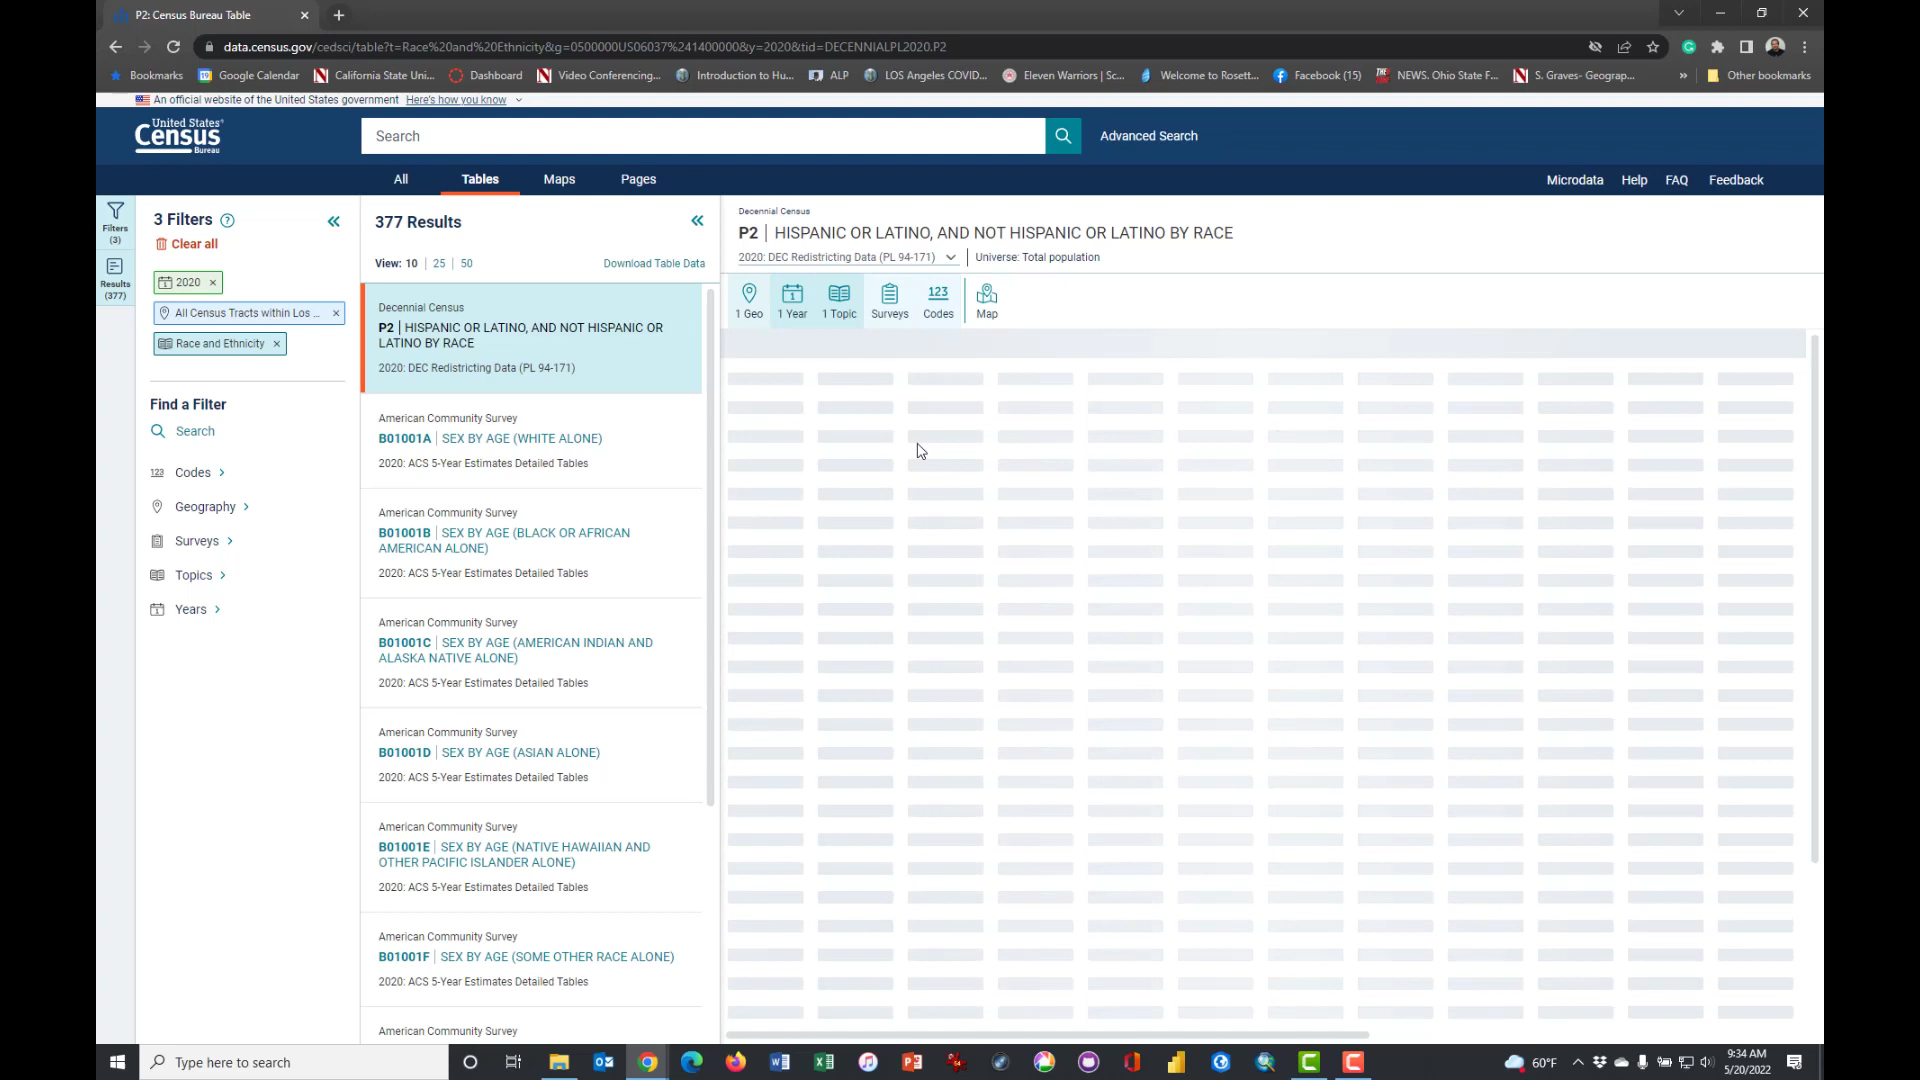 P2: Census Bureau Table
data.census.gov/cedsci/table?t=Race%20and%20Ethnicity&g=0500000US06037%241400000&y=2020&tid=DECENNIALPL2020.P2
Bookmarks Google Calendar California State Uni... Dashboard Video Conferencing... Introduction to Hu... ALP LOS Angeles COVID... Eleven Warriors | Sc... Welcome to Rosett... Facebook (15) NEWS. Ohio State F... S. Graves- Geograp... » Other bookmarks
An official website of the United States government Here's how you know
United States®
Census
Bureau
Search
Advanced Search
All Tables Maps Pages
Microdata Help FAQ Feedback
Filters
(3)
Results
(377)
3 Filters ?
Clear all
2020 ×
All Census Tracts within Los ... ×
Race and Ethnicity ×
Find a Filter
Search
123 Codes
Geography
Surveys
Topics
1 Years
377 Results
View: 10 | 25 | 50
Download Table Data
Decennial Census
P2 | HISPANIC OR LATINO, AND NOT HISPANIC OR
LATINO BY RACE
2020: DEC Redistricting Data (PL 94-171)
American Community Survey
B01001A | SEX BY AGE (WHITE ALONE)
2020: ACS 5-Year Estimates Detailed Tables
American Community Survey
B01001B | SEX BY AGE (BLACK OR AFRICAN
AMERICAN ALONE)
2020: ACS 5-Year Estimates Detailed Tables
American Community Survey
B01001C | SEX BY AGE (AMERICAN INDIAN AND
ALASKA NATIVE ALONE)
2020: ACS 5-Year Estimates Detailed Tables
American Community Survey
B01001D | SEX BY AGE (ASIAN ALONE)
2020: ACS 5-Year Estimates Detailed Tables
American Community Survey
B01001E | SEX BY AGE (NATIVE HAWAIIAN AND
OTHER PACIFIC ISLANDER ALONE)
2020: ACS 5-Year Estimates Detailed Tables
American Community Survey
B01001F | SEX BY AGE (SOME OTHER RACE ALONE)
2020: ACS 5-Year Estimates Detailed Tables
American Community Survey
Decennial Census
P2 | HISPANIC OR LATINO, AND NOT HISPANIC OR LATINO BY RACE
2020: DEC Redistricting Data (PL 94-171) | Universe: Total population
1 123
1 Geo 1 Year 1 Topic Surveys Codes Map
Type here to search
60°F
9:34 AM
5/20/2022